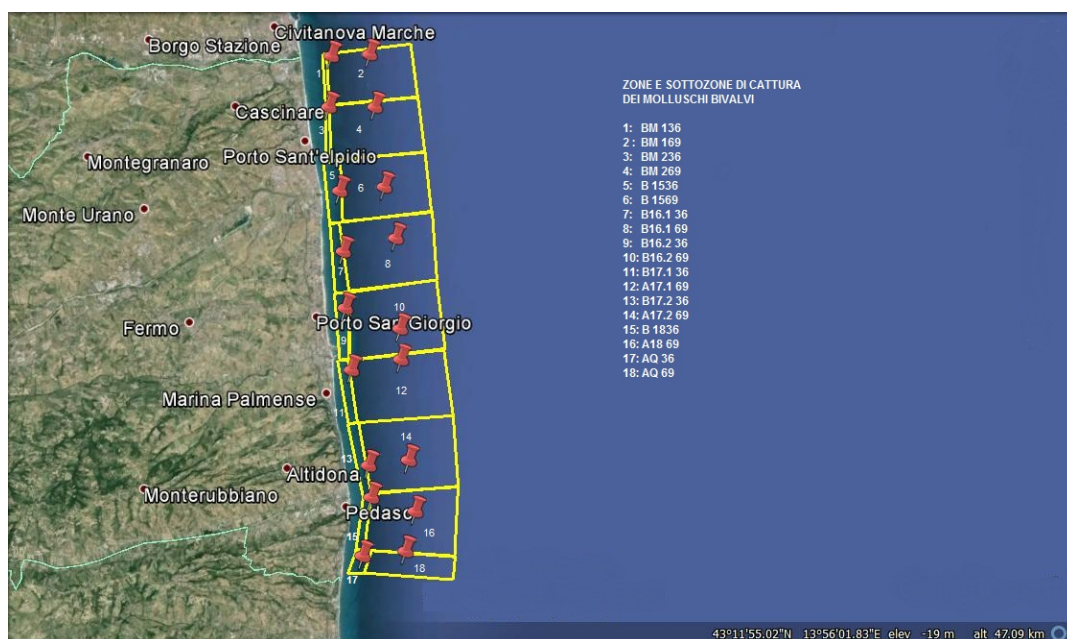 Civitanova Marche
Borgo Stazione
1
2
Cascinare
3
4
Porto Sant'elpidio
Montegranaro
5
6
Monte Urano
7
8
10
Fermo
Porto San Giorgio
9
12
Marina Palmense
11
14
13
Altidona
Monterubbiano
Pedaso
15
16
17
18
ZONE E SOTTOZONE DI CATTURA
DEI MOLLUSCHI BIVALVI
1: BM 136
2 : BM 169
3: BM 236
4: BM 269
5: B 1536
6: B 1569
7: B16.1 36
8: B16.1 69
9: B16.2 36
10: B16.2 69
11: B17.1 36
12: A17.1 69
13: B17.2 36
14: A17.2 69
15: B 1836
16: A18 69
17: AQ 36
18: AQ 69
43°11'55.02"N 13°56'01.83"E elev -19 m alt 47.09 km